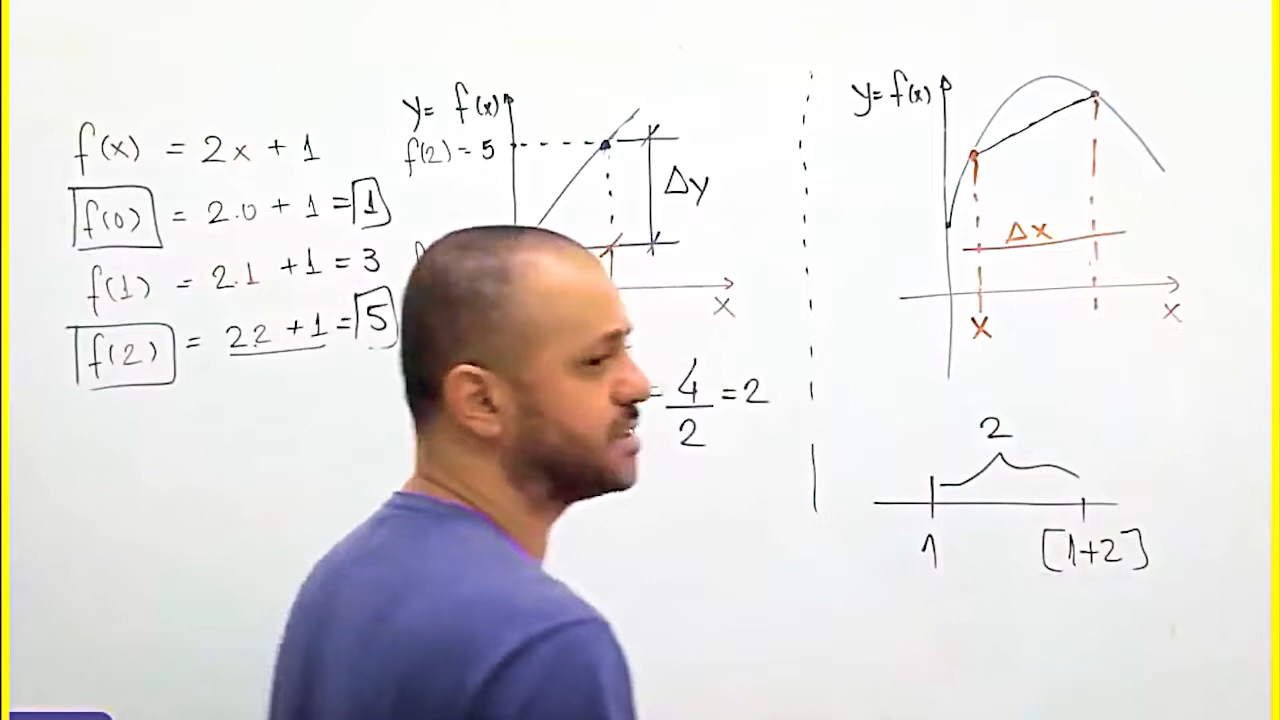 f(x) = 2x + 1
f(0) = 2.0 + 1 = 1
f(1) = 2.1 + 1 = 3
f(2) = 2.2 + 1 = 5
y = f(x)
f(2) = 5
Δy
x
= 4/2 = 2
y = f(x)
Δx
x
x
2
1
[1+2]